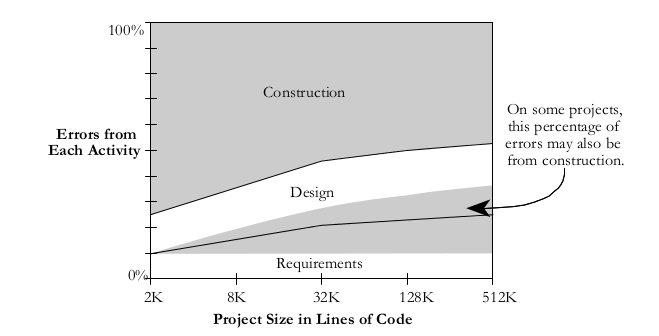 100%
Construction
On some projects,
this percentage of
errors may also be
from construction.
Errors from
Each Activity
Design
Requirements
0%
2K 8K 32K 128K 512K
Project Size in Lines of Code